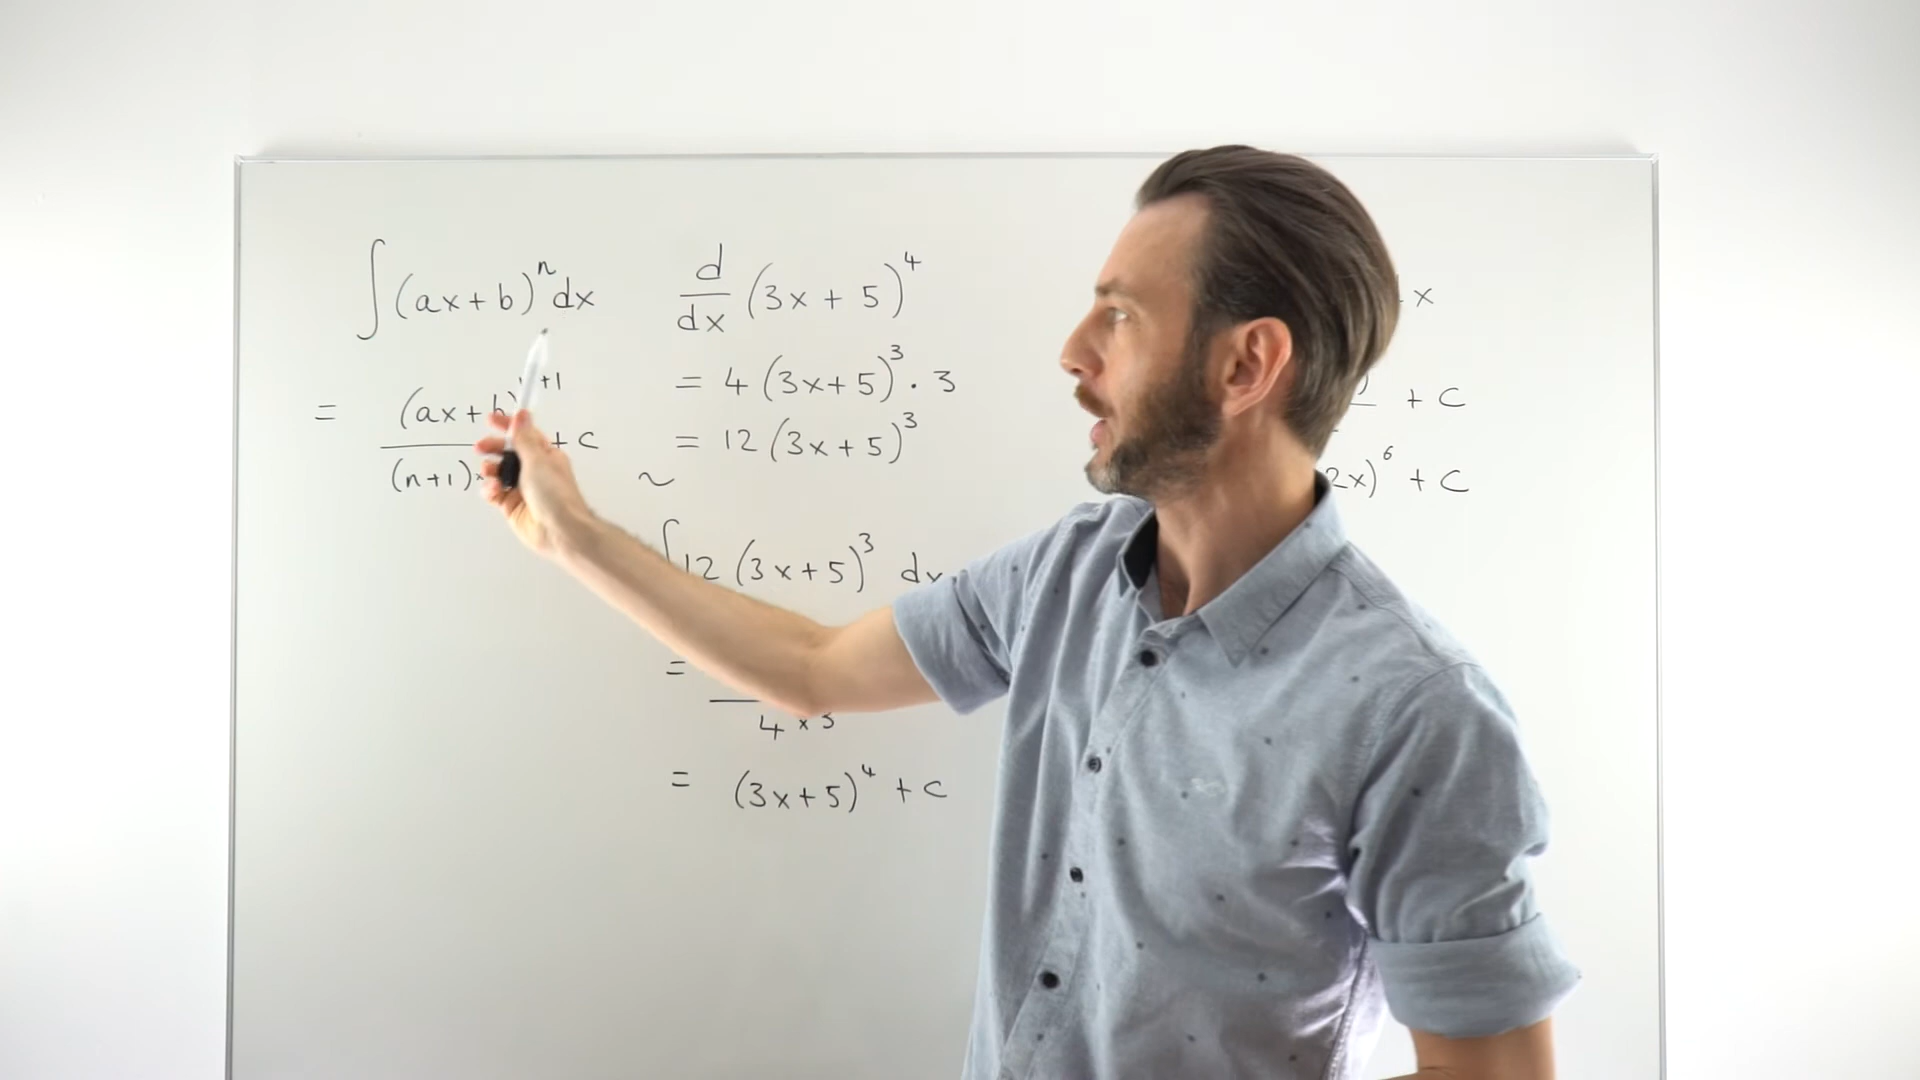 ∫(ax+b)ⁿ dx
= (ax+b)ⁿ⁺¹ + c
(n+1)×
d/dx (3x + 5)⁴
= 4(3x+5)³ · 3
= 12(3x+5)³
~
∫12(3x+5)³ dx
=
4 × 3
= (3x+5)⁴ + c
x
+ C
2x)⁶ + C